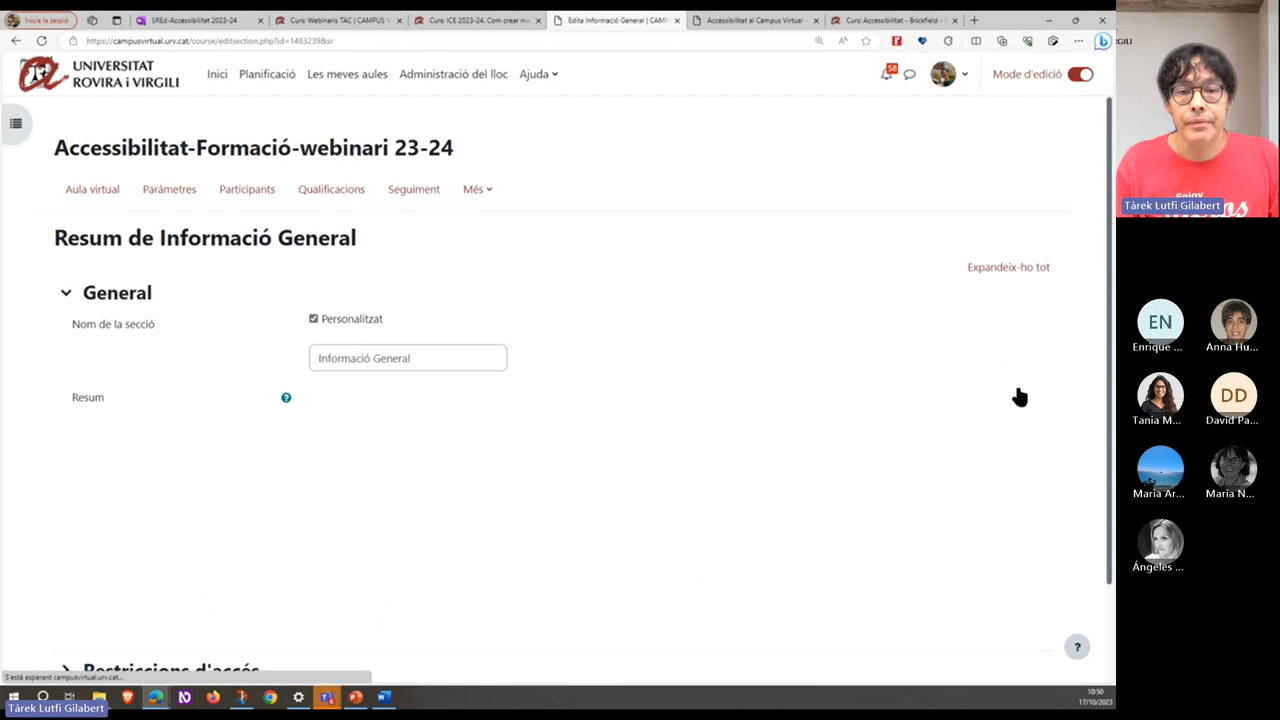 Inicia la sessió
SREd-Accessibilitat 2023-24
Curs: Webinaris TAC | CAMPUS V
Curs: ICE 2023-24. Com crear ma
Edita Informació General | CAM
Accessibilitat al Campus Virtual -
Curs: Accessibilitat - Brickfield -
https://campusvirtual.urv.cat/course/editsection.php?id=1483239&sr
UNIVERSITAT
ROVIRA i VIRGILI
Inici
Planificació
Les meves aules
Administració del lloc
Ajuda
58
Mode d'edició
Accessibilitat-Formació-webinari 23-24
Aula virtual
Paràmetres
Participants
Qualificacions
Seguiment
Més
Resum de Informació General
Expandeix-ho tot
General
Nom de la secció
Personalitzat
Informació General
Resum
?
Restriccions d'accés
?
S'està esperant campusvirtual.urv.cat...
10:50
17/10/2023
Tàrek Lutfi Gilabert
GILI
Enjoy
Tàrek Lutfi Gilabert
EN
Enrique ...
Anna Hu...
Tania M...
DD
David Pa...
Maria Ar...
Maria N...
Ángeles ...